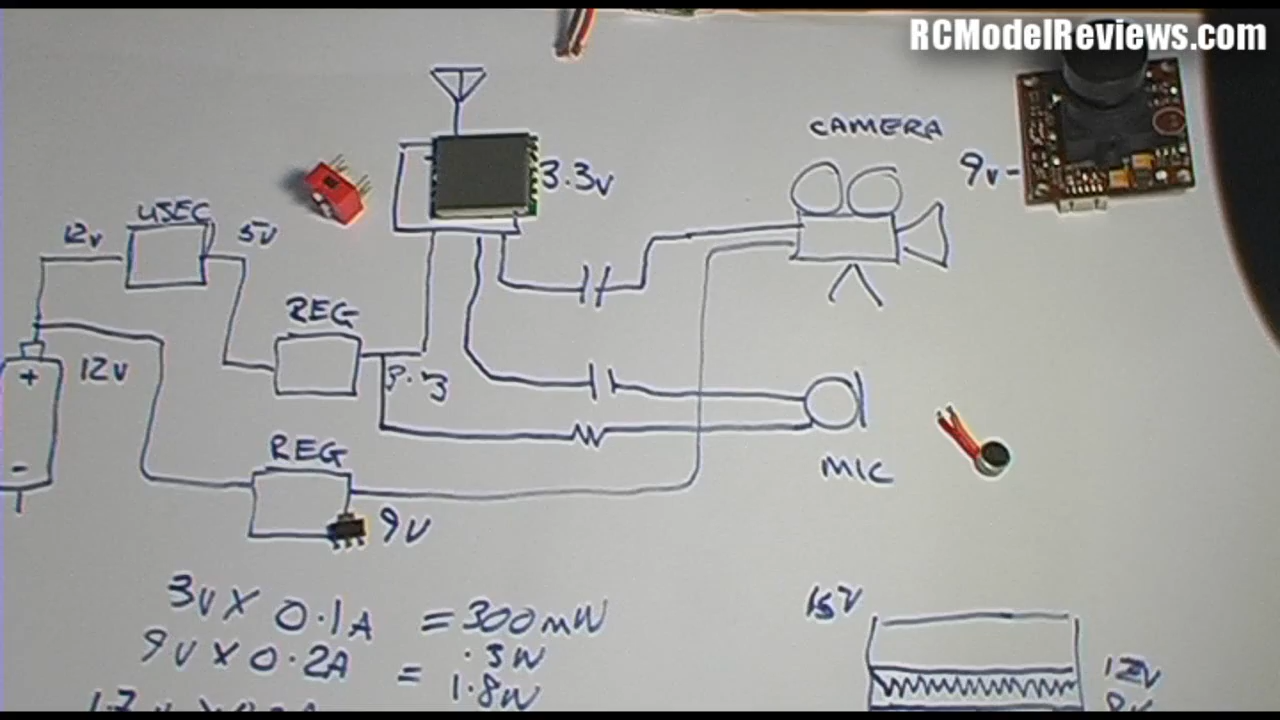 RCModelReviews.com
CAMERA
9v-
3.3v
USEC
12v
5v
REG
12v
+
3.3
-
REG
MIC
9V
3V X 0.1A = 300mW
.3W
9V X 0.2A = 1.8W
15V
12V